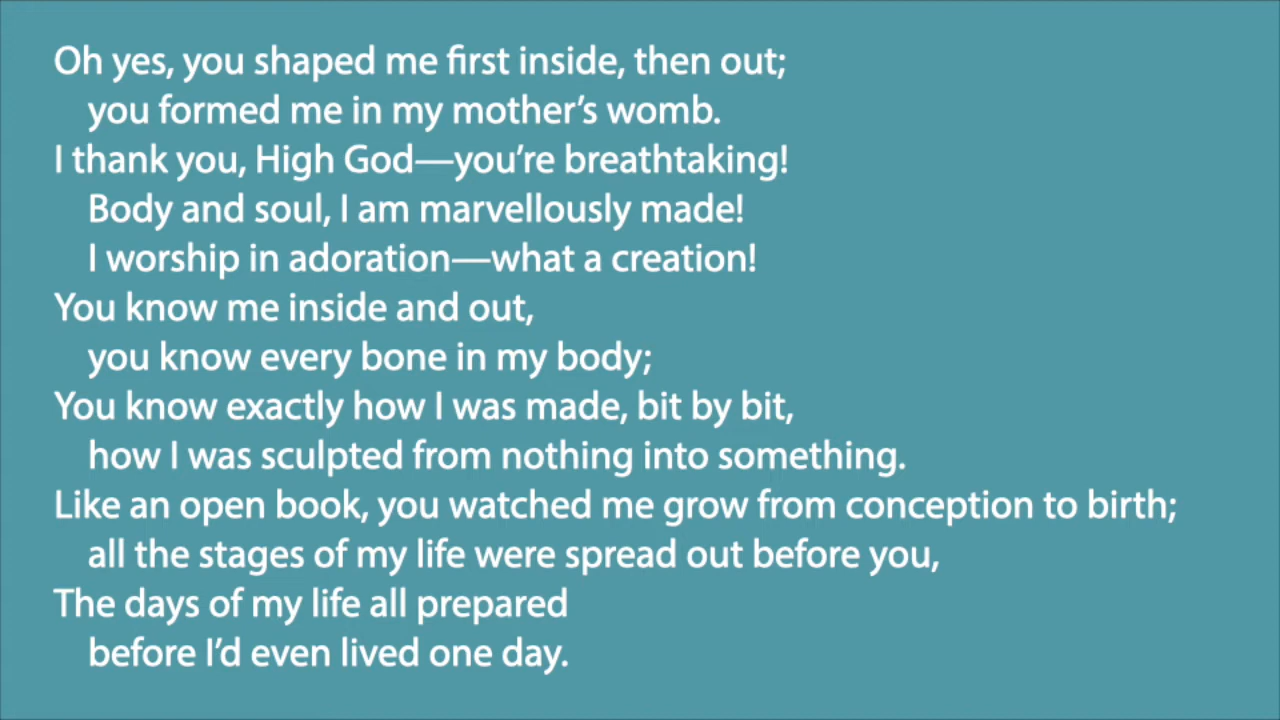 Oh yes, you shaped me first inside, then out;
you formed me in my mother’s womb.
I thank you, High God—you’re breathtaking!
Body and soul, I am marvellously made!
I worship in adoration—what a creation!
You know me inside and out,
you know every bone in my body;
You know exactly how I was made, bit by bit,
how I was sculpted from nothing into something.
Like an open book, you watched me grow from conception to birth;
all the stages of my life were spread out before you,
The days of my life all prepared
before I’d even lived one day.